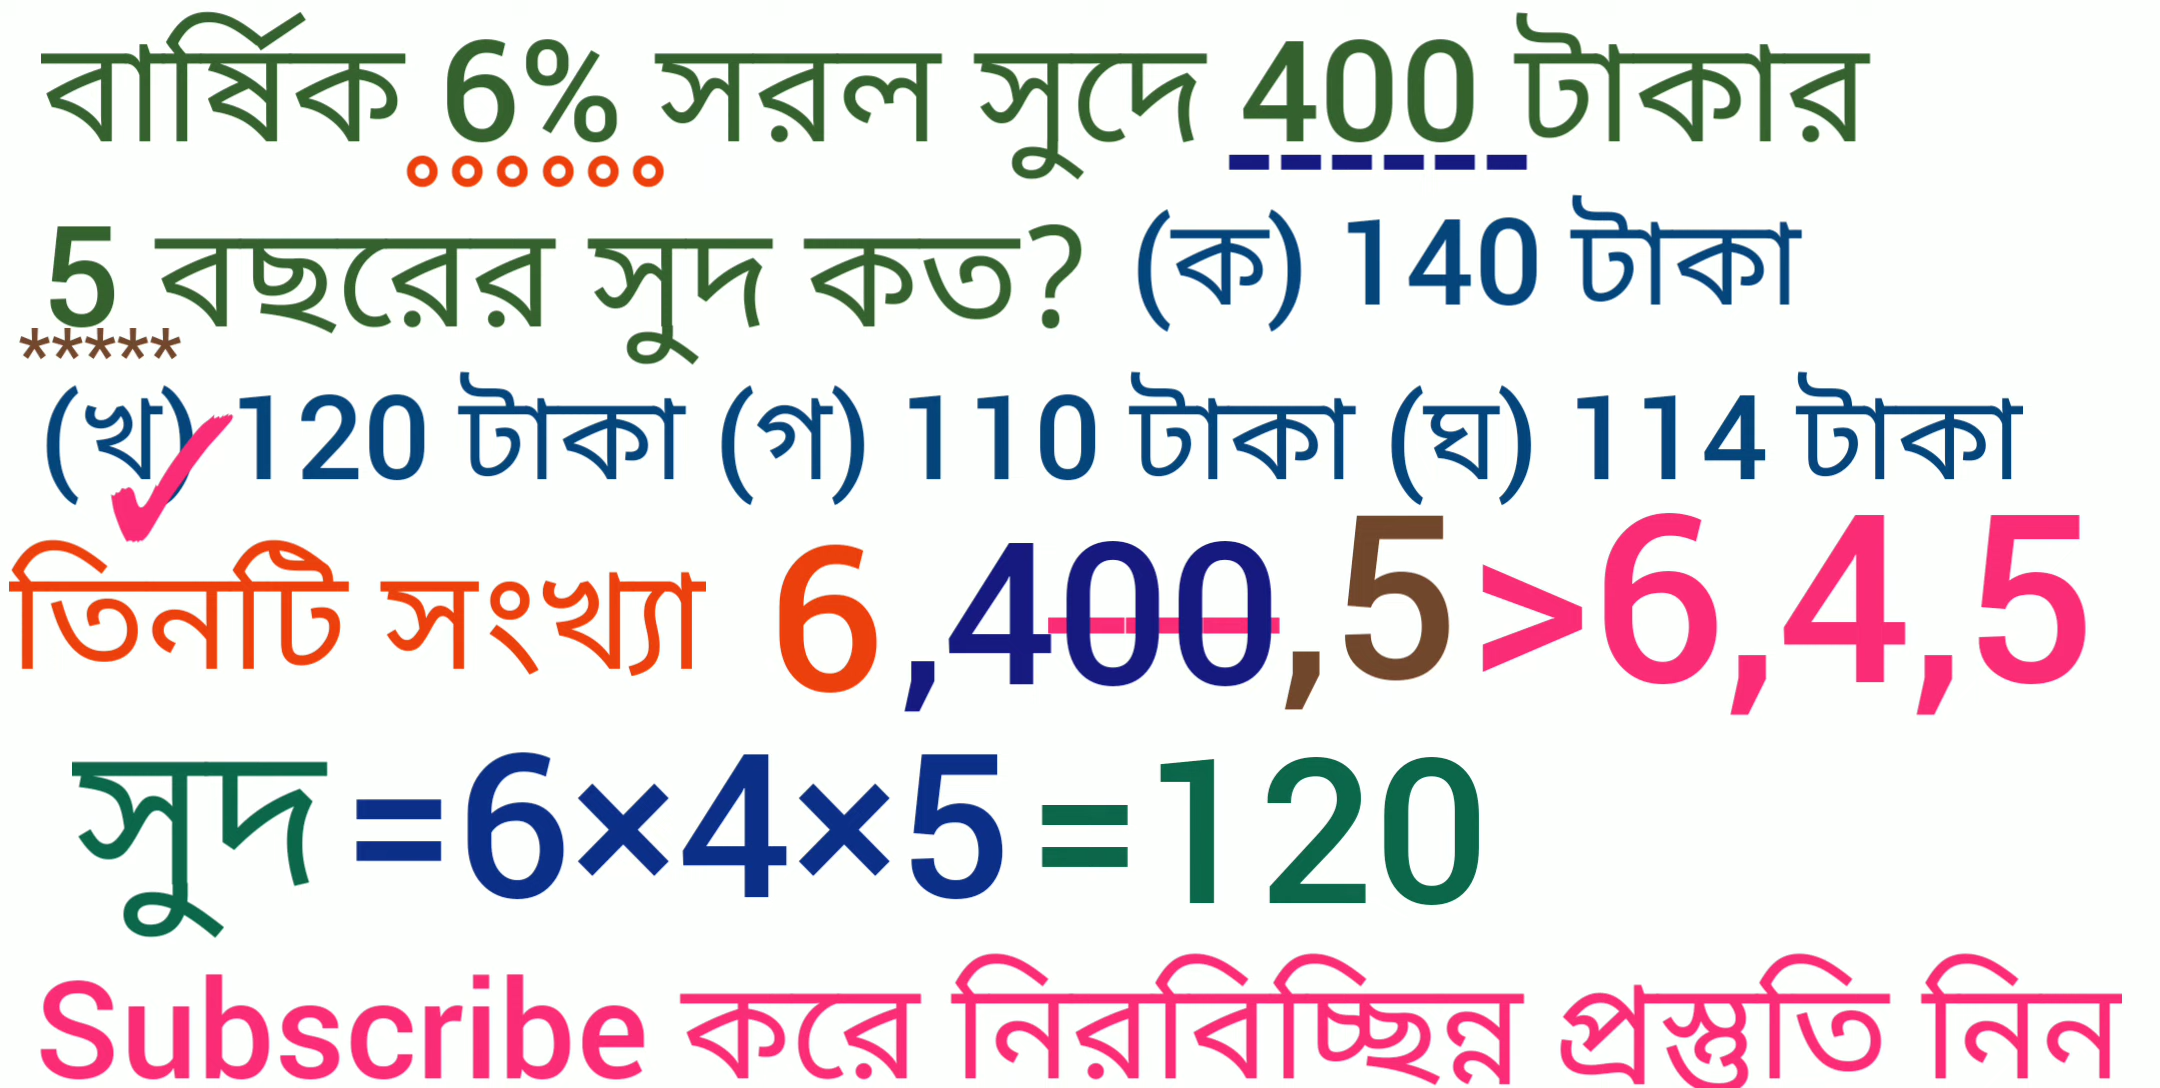 বার্ষিক 6% সরল সুদে 400 টাকার
5 বছরের সুদ কত? (ক) 140 টাকা
*****
(খ) 120 টাকা (গ) 110 টাকা (ঘ) 114 টাকা
তিনটি সংখ্যা 6,400,5>6,4,5
সুদ=6×4×5=120
Subscribe করে নিরবিচ্ছিন্ন প্রস্তুতি নিন